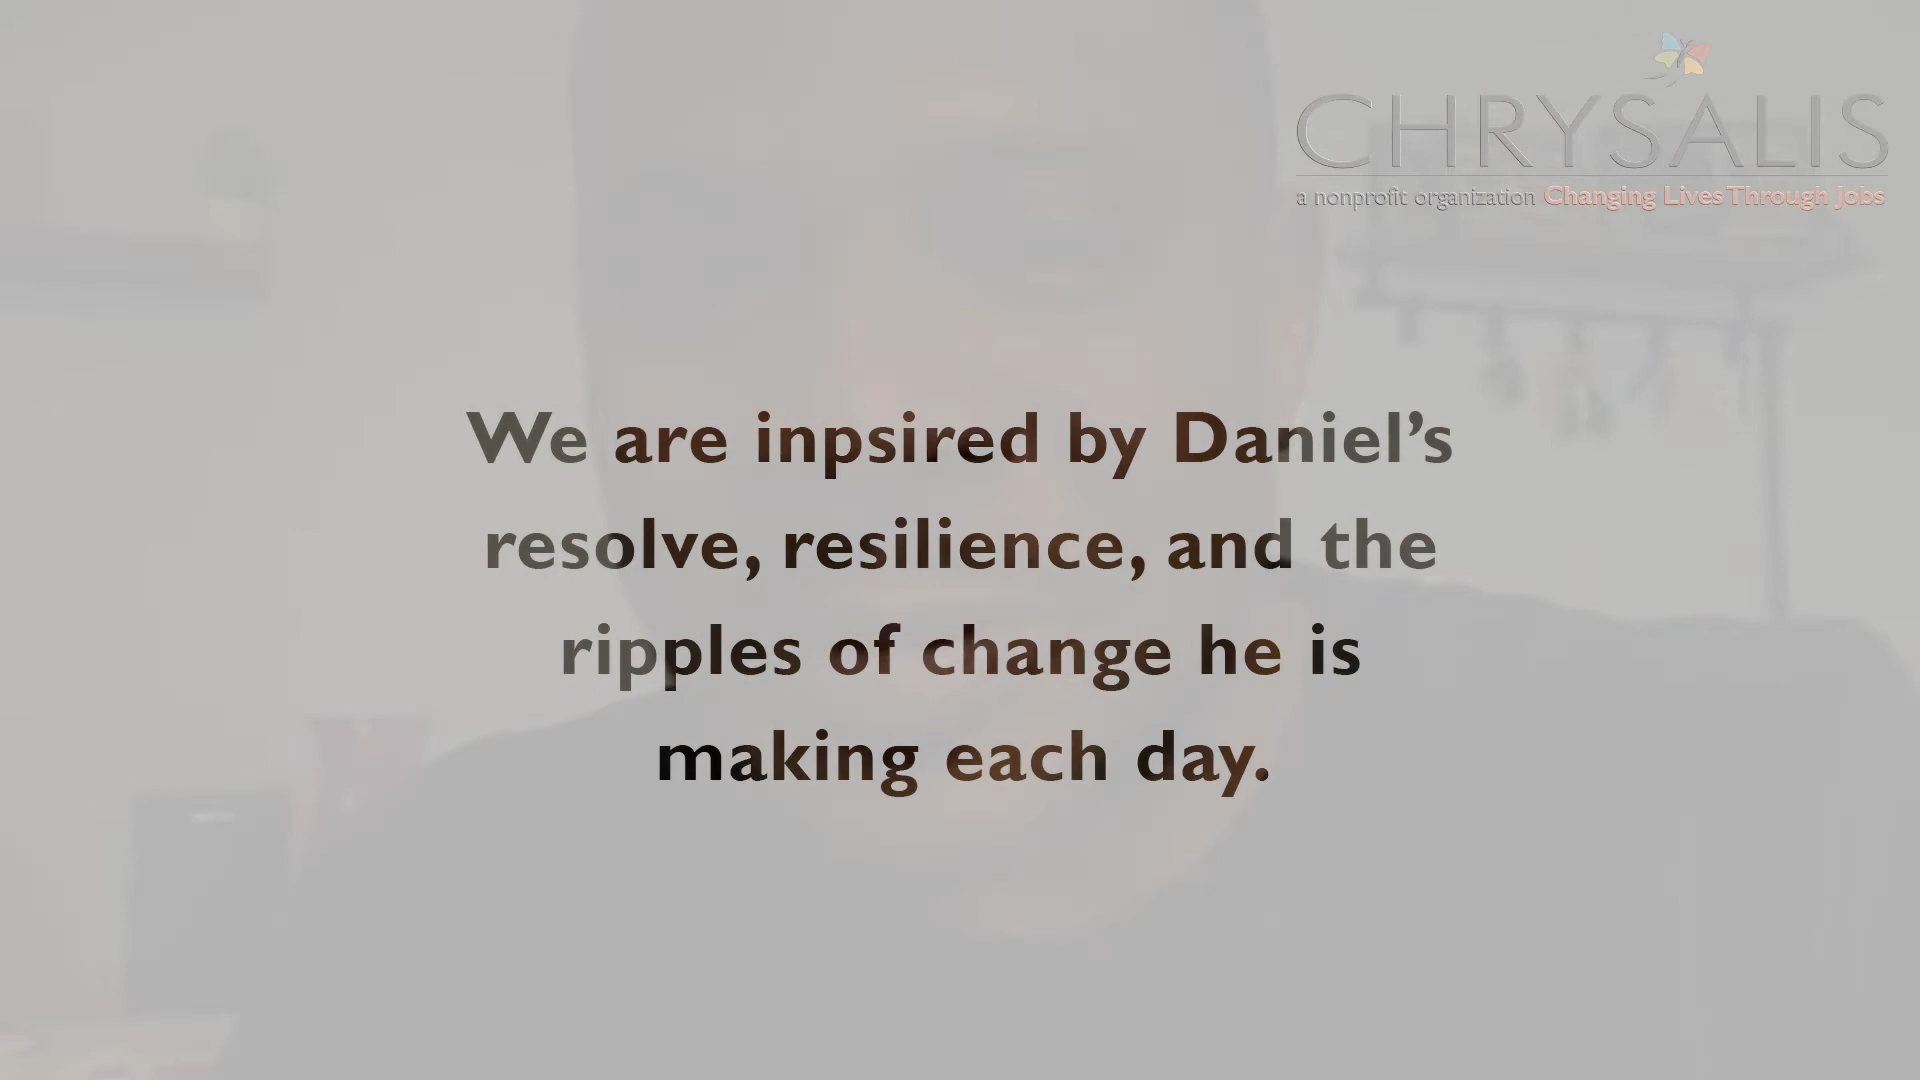 CHRYSALIS
a nonprofit organization Changing Lives Through Jobs
We are inpsired by Daniel’s
resolve, resilience, and the
ripples of change he is
making each day.